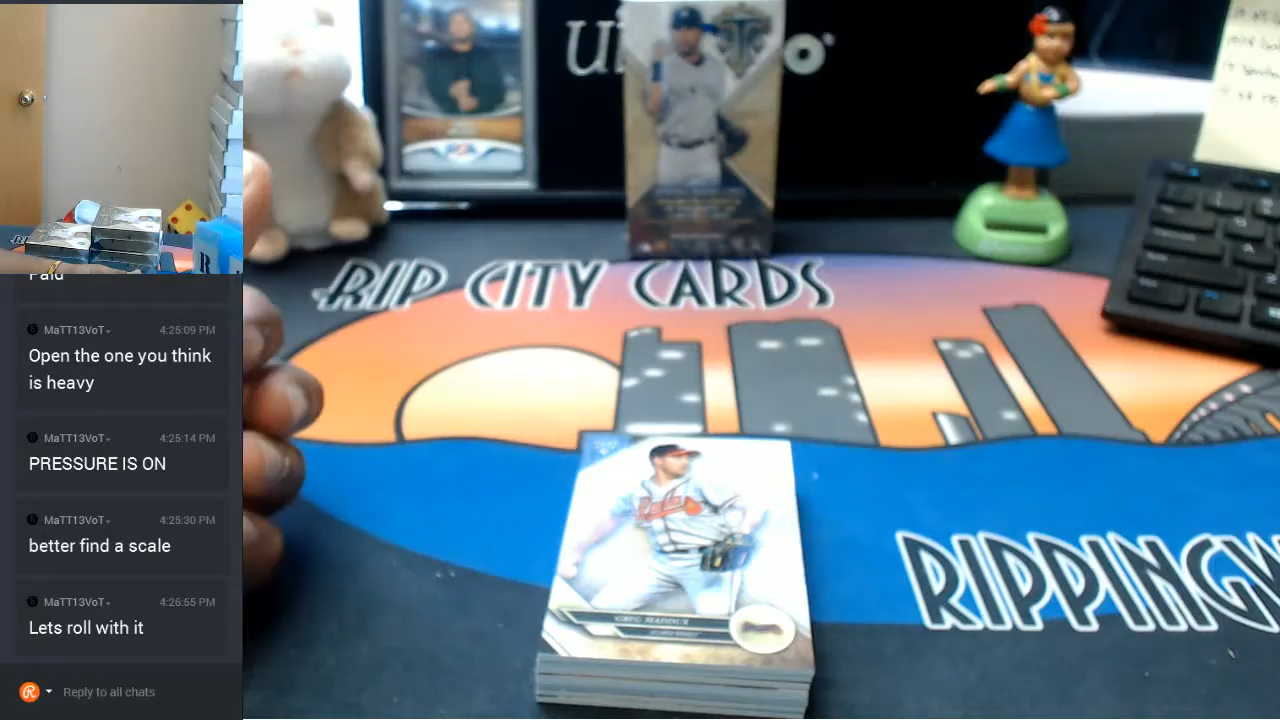 Paid
MaTT13VoT
4:25:09 PM
Open the one you think
is heavy
MaTT13VoT
4:25:14 PM
PRESSURE IS ON
MaTT13VoT
4:25:30 PM
better find a scale
MaTT13VoT
4:26:55 PM
Lets roll with it
Reply to all chats
RIP CITY CARDS
RIPPINGW
Braves
GREG MADDUX